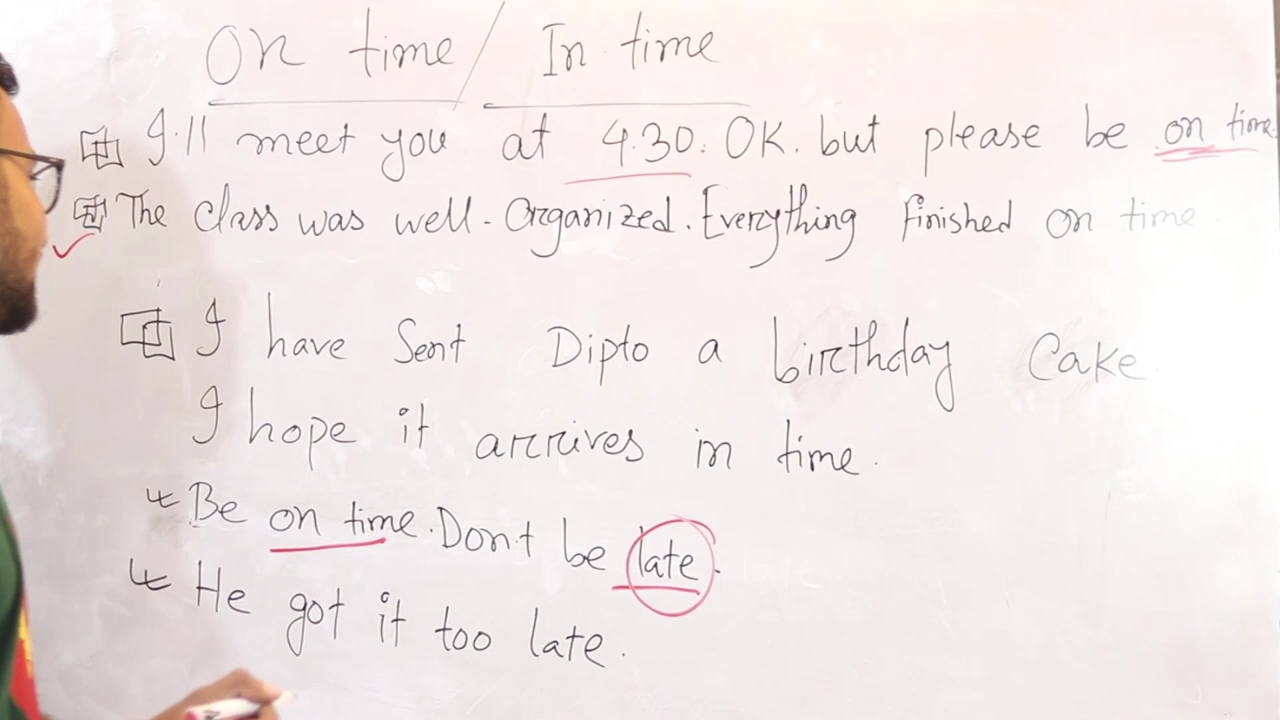 On time / In time
I'll meet you at 4.30. OK. but please be on time
The class was well-Organized. Everything finished on time.
I have Sent Dipto a birthday Cake.
I hope it arrives in time.
Be on time. Don't be late.
He got it too late.